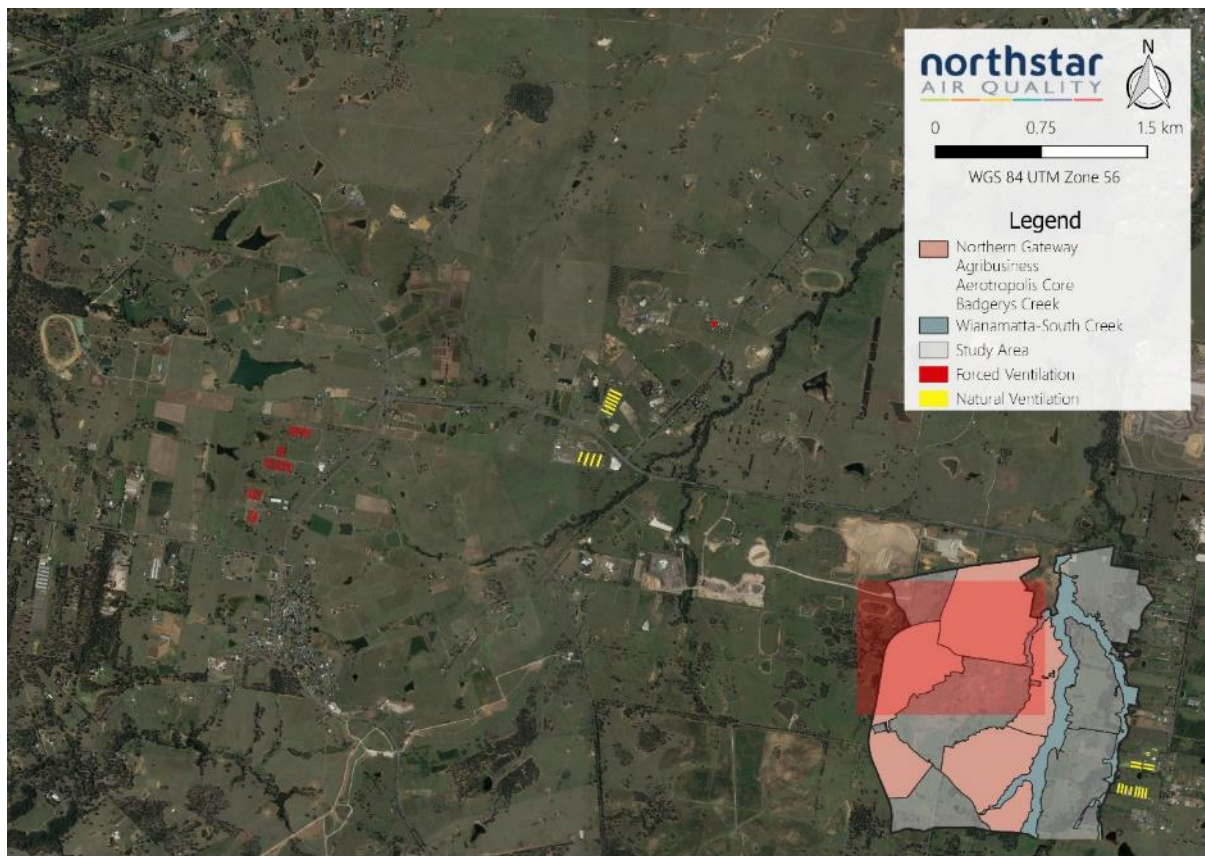 northstar
AIR QUALITY
N
0 0.75 1.5 km
WGS 84 UTM Zone 56
Legend
Northern Gateway
Agribusiness
Aerotropolis Core
Badgerys Creek
Wianamatta-South Creek
Study Area
Forced Ventilation
Natural Ventilation